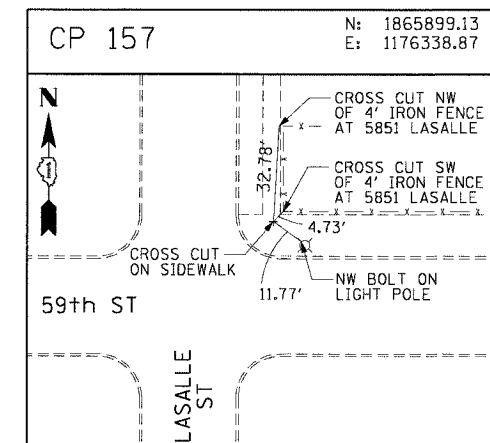 CP 157
N: 1865899.13
E: 1176338.87
N
CROSS CUT NW
OF 4' IRON FENCE
AT 5851 LASALLE
32.78'
CROSS CUT SW
OF 4' IRON FENCE
AT 5851 LASALLE
4.73'
CROSS CUT
ON SIDEWALK
11.77'
NW BOLT ON
LIGHT POLE
59th ST
LASALLE
ST